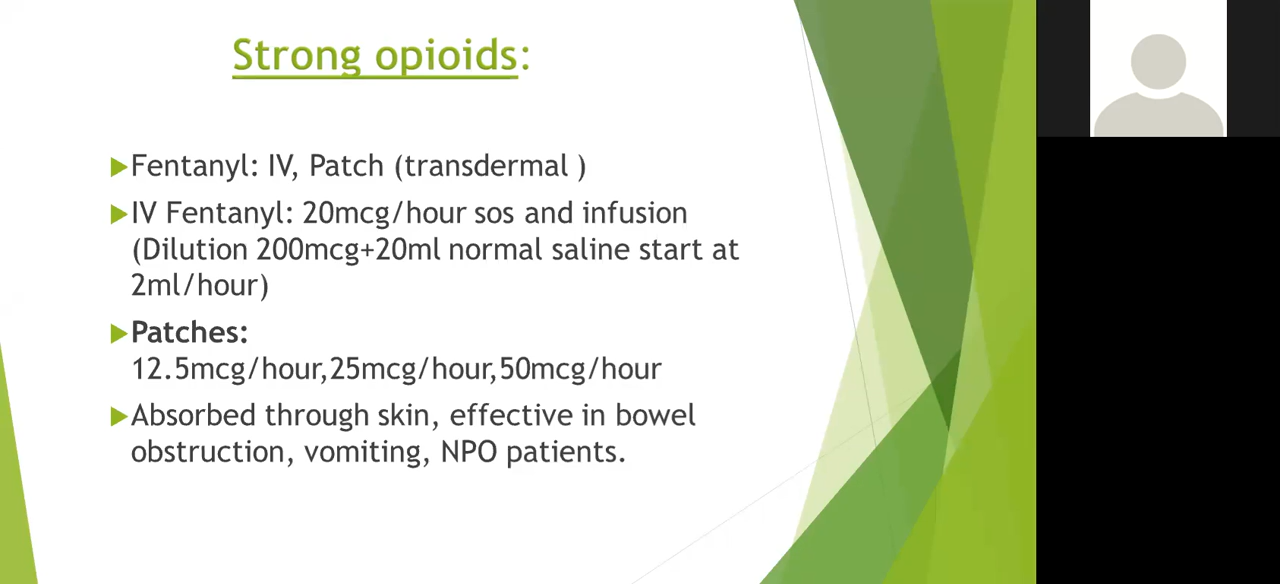 Strong opioids:
Fentanyl: IV, Patch (transdermal )
IV Fentanyl: 20mcg/hour sos and infusion
(Dilution 200mcg+20ml normal saline start at
2ml/hour)
Patches:
12.5mcg/hour,25mcg/hour,50mcg/hour
Absorbed through skin, effective in bowel
obstruction, vomiting, NPO patients.